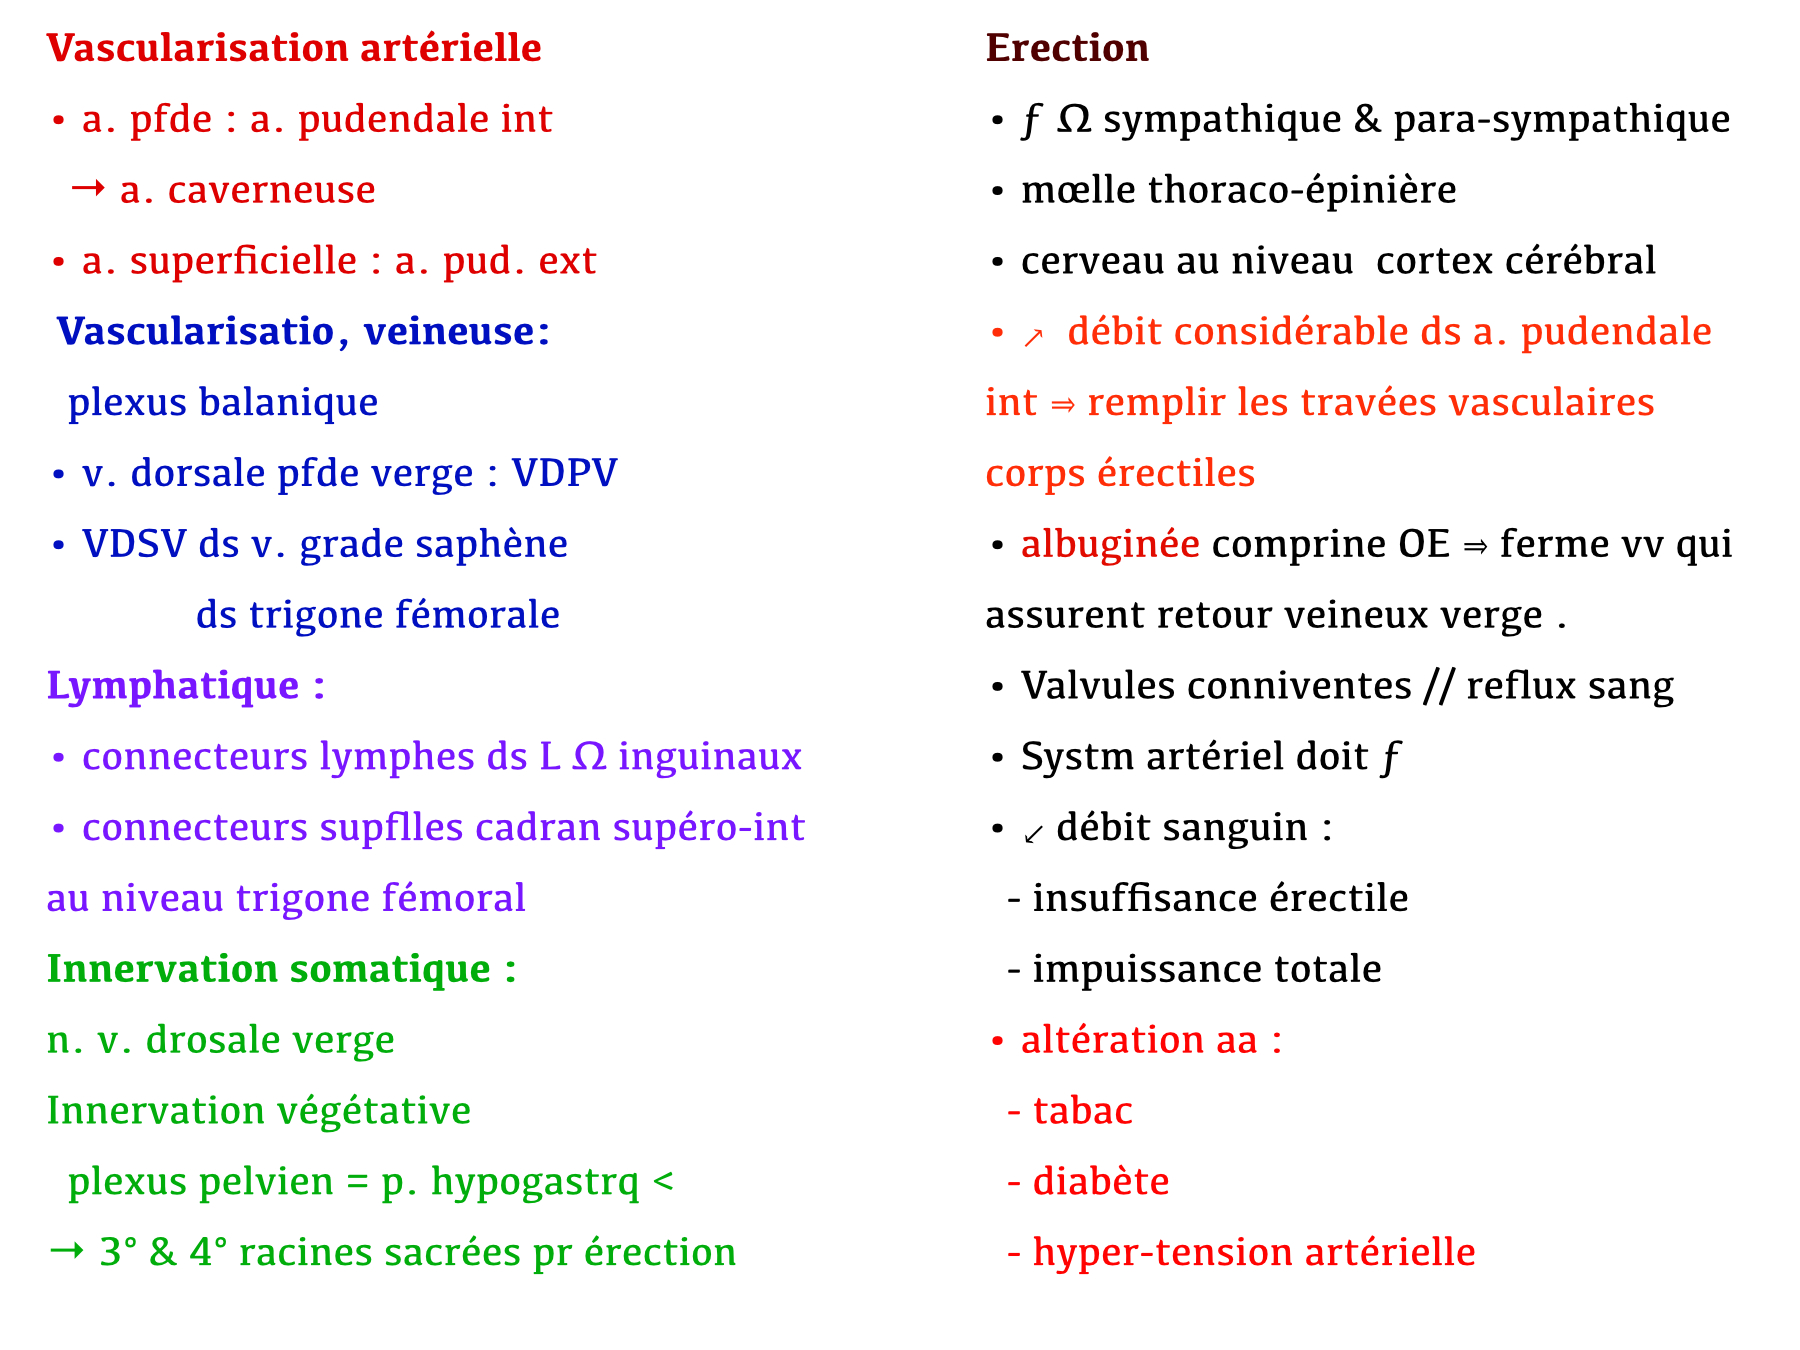 Vascularisation artérielle
• a. pfde : a. pudendale int
→ a. caverneuse
• a. superficielle : a. pud. ext
Vascularisatio, veineuse:
plexus balanique
• v. dorsale pfde verge : VDPV
• VDSV ds v. grade saphène
ds trigone fémorale
Lymphatique :
• connecteurs lymphes ds L Ω inguinaux
• connecteurs supflles cadran supéro-int
au niveau trigone fémoral
Innervation somatique :
n. v. drosale verge
Innervation végétative
plexus pelvien = p. hypogastrq <
→ 3° & 4° racines sacrées pr érection
Erection
• ƒ Ω sympathique & para-sympathique
• mœlle thoraco-épinière
• cerveau au niveau cortex cérébral
• ↗ débit considérable ds a. pudendale
int ⇒ remplir les travées vasculaires
corps érectiles
• albuginée comprine OE ⇒ ferme vv qui
assurent retour veineux verge .
• Valvules conniventes // reflux sang
• Systm artériel doit ƒ
• ↙ débit sanguin :
- insuffisance érectile
- impuissance totale
• altération aa :
- tabac
- diabète
- hyper-tension artérielle